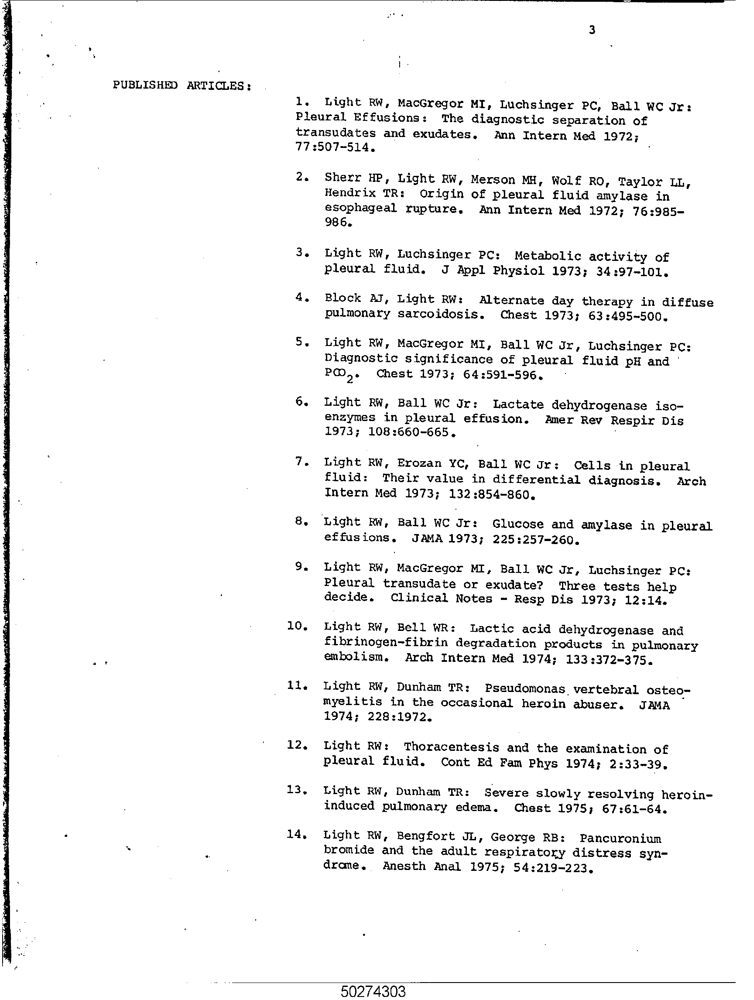 3
PUBLISHED ARTICLES:
1. Light RW, MacGregor MI, Luchsinger PC, Ball WC Jr:
Pleural Effusions: The diagnostic separation of
transudates and exudates. Ann Intern Med 1972;
77:507-514.
2. Sherr HP, Light RW, Merson MH, Wolf RO, Taylor LL,
Hendrix TR: Origin of pleural fluid amylase in
esophageal rupture. Ann Intern Med 1972; 76:985-
986.
3. Light RW, Luchsinger PC: Metabolic activity of
pleural fluid. J Appl Physiol 1973; 34:97-101.
4. Block AJ, Light RW: Alternate day therapy in diffuse
pulmonary sarcoidosis. Chest 1973; 63:495-500.
5. Light RW, MacGregor MI, Ball WC Jr, Luchsinger PC:
Diagnostic significance of pleural fluid pH and
PCO2. Chest 1973; 64:591-596.
6. Light RW, Ball WC Jr: Lactate dehydrogenase iso-
enzymes in pleural effusion. Amer Rev Respir Dis
1973; 108:660-665.
7. Light RW, Erozan YC, Ball WC Jr: Cells in pleural
fluid: Their value in differential diagnosis. Arch
Intern Med 1973; 132:854-860.
8. Light RW, Ball WC Jr: Glucose and amylase in pleural
effusions. JAMA 1973; 225:257-260.
9. Light RW, MacGregor MI, Ball WC Jr, Luchsinger PC:
Pleural transudate or exudate? Three tests help
decide. Clinical Notes - Resp Dis 1973; 12:14.
10. Light RW, Bell WR: Lactic acid dehydrogenase and
fibrinogen-fibrin degradation products in pulmonary
embolism. Arch Intern Med 1974; 133:372-375.
11. Light RW, Dunham TR: Pseudomonas vertebral osteo-
myelitis in the occasional heroin abuser. JAMA
1974; 228:1972.
12. Light RW: Thoracentesis and the examination of
pleural fluid. Cont Ed Fam Phys 1974; 2:33-39.
13. Light RW, Dunham TR: Severe slowly resolving heroin-
induced pulmonary edema. Chest 1975; 67:61-64.
14. Light RW, Bengfort JL, George RB: Pancuronium
bromide and the adult respiratory distress syn-
drome. Anesth Anal 1975; 54:219-223.
50274303